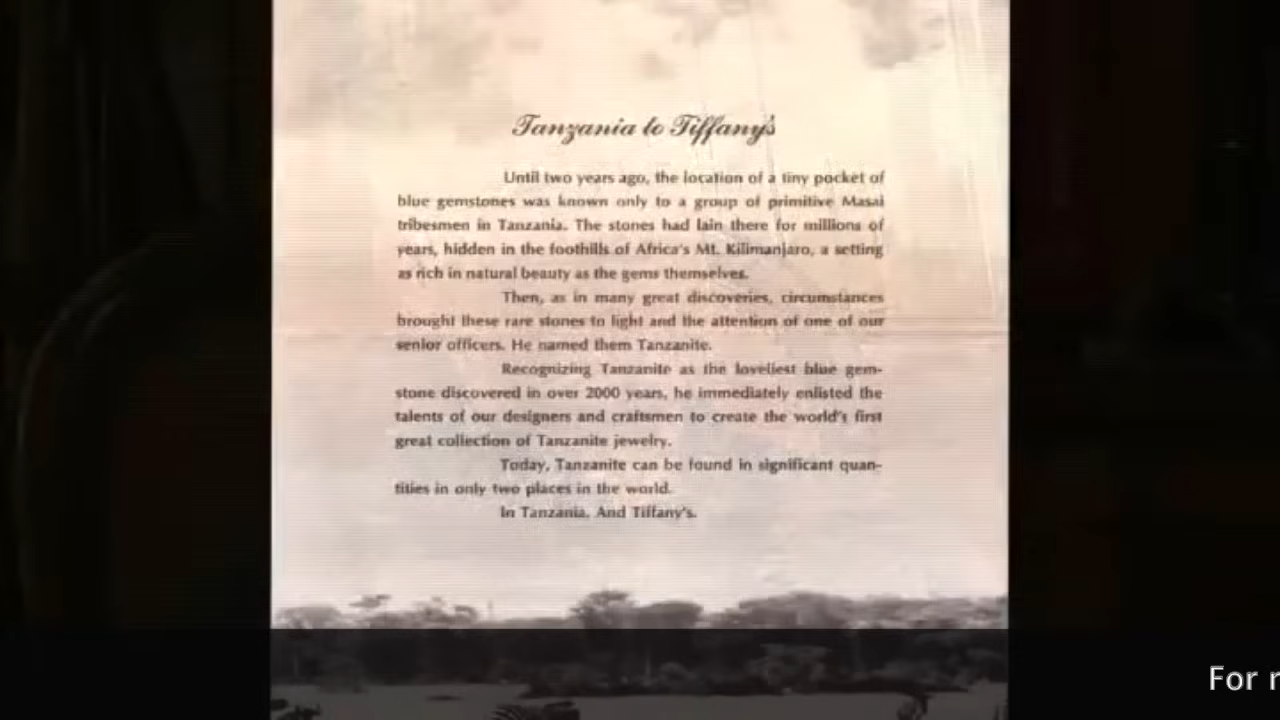 Tanzania to Tiffany's
Until two years ago, the location of a tiny pocket of
blue gemstones was known only to a group of primitive Masai
tribesmen in Tanzania. The stones had lain there for millions of
years, hidden in the foothills of Africa's Mt. Kilimanjaro, a setting
as rich in natural beauty as the gems themselves.
Then, as in many great discoveries, circumstances
brought these rare stones to light and the attention of one of our
senior officers. He named them Tanzanite.
Recognizing Tanzanite as the loveliest blue gem-
stone discovered in over 2000 years, he immediately enlisted the
talents of our designers and craftsmen to create the world's first
great collection of Tanzanite jewelry.
Today, Tanzanite can be found in significant quan-
tities in only two places in the world.
In Tanzania. And Tiffany's.
For